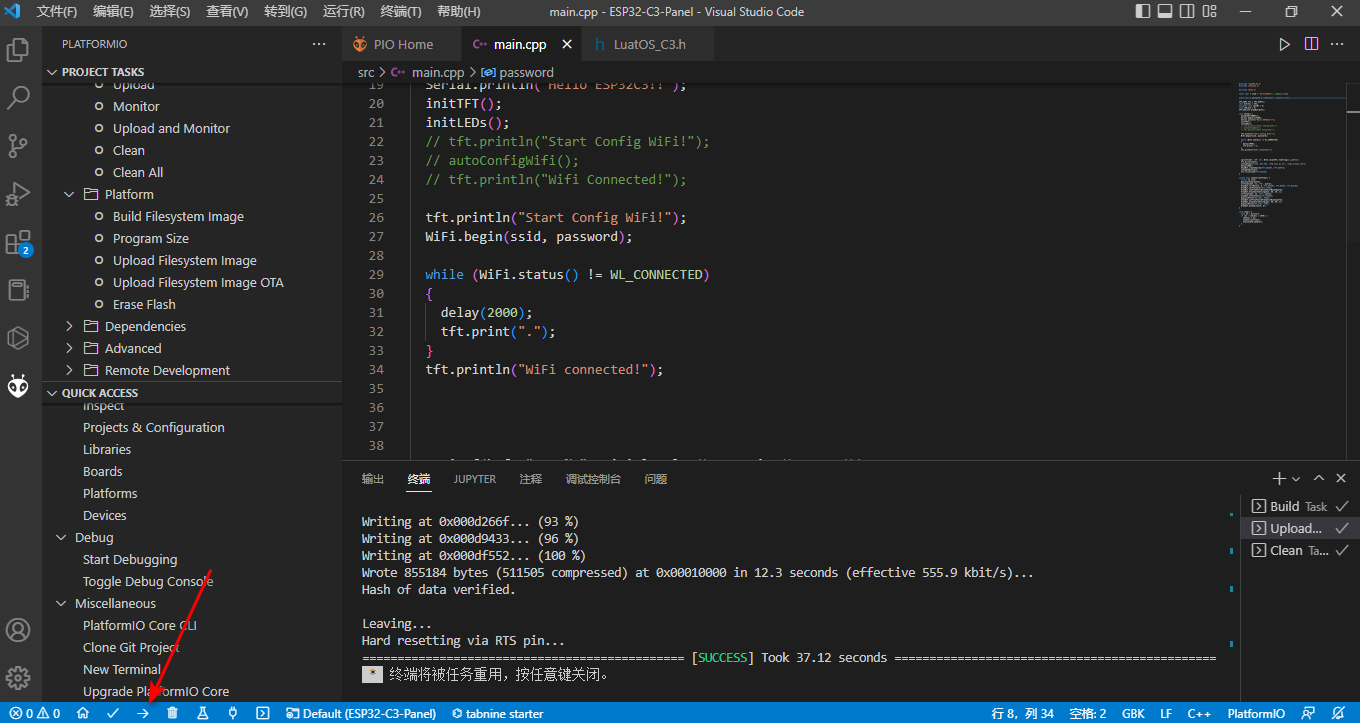 文件(F) 编辑(E) 选择(S) 查看(V) 转到(G) 运行(R) 终端(T) 帮助(H) main.cpp - ESP32-C3-Panel - Visual Studio Code
PLATFORMIO
PROJECT TASKS
Upload
Monitor
Upload and Monitor
Clean
Clean All
Platform
Build Filesystem Image
Program Size
Upload Filesystem Image
Upload Filesystem Image OTA
Erase Flash
Dependencies
Advanced
Remote Development
QUICK ACCESS
Inspect
Projects & Configuration
Libraries
Boards
Platforms
Devices
Debug
Start Debugging
Toggle Debug Console
Miscellaneous
PlatformIO Core CLI
Clone Git Project
New Terminal
Upgrade PlatformIO Core
2
PIO Home main.cpp LuatOS_C3.h
src > main.cpp > password
19 Serial.println("Hello ESP32C3!!");
20 initTFT();
21 initLEDs();
22 // tft.println("Start Config WiFi!");
23 // autoConfigWifi();
24 // tft.println("Wifi Connected!");
25
26 tft.println("Start Config WiFi!");
27 WiFi.begin(ssid, password);
28
29 while (WiFi.status() != WL_CONNECTED)
30 {
31 delay(2000);
32 tft.print(".");
33 }
34 tft.println("WiFi connected!");
35
36
37
38
输出 终端 JUPYTER 注释 调试控制台 问题
Writing at 0x000d266f... (93 %)
Writing at 0x000d9433... (96 %)
Writing at 0x000df552... (100 %)
Wrote 855184 bytes (511505 compressed) at 0x00010000 in 12.3 seconds (effective 555.9 kbit/s)...
Hash of data verified.
Leaving...
Hard resetting via RTS pin...
[SUCCESS] Took 37.12 seconds
* 终端将被任务重用，按任意键关闭。
Build Task
Upload...
Clean Ta...
0 0 Default (ESP32-C3-Panel) tabnine starter 行 8，列 34 空格: 2 GBK LF C++ PlatformIO